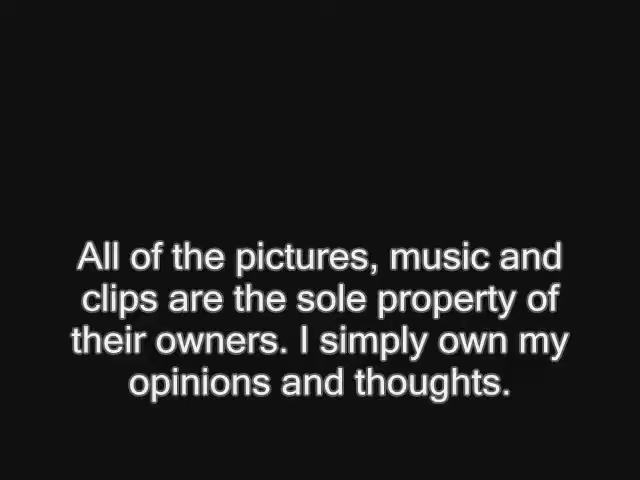 All of the pictures, music and
clips are the sole property of
their owners. I simply own my
opinions and thoughts.